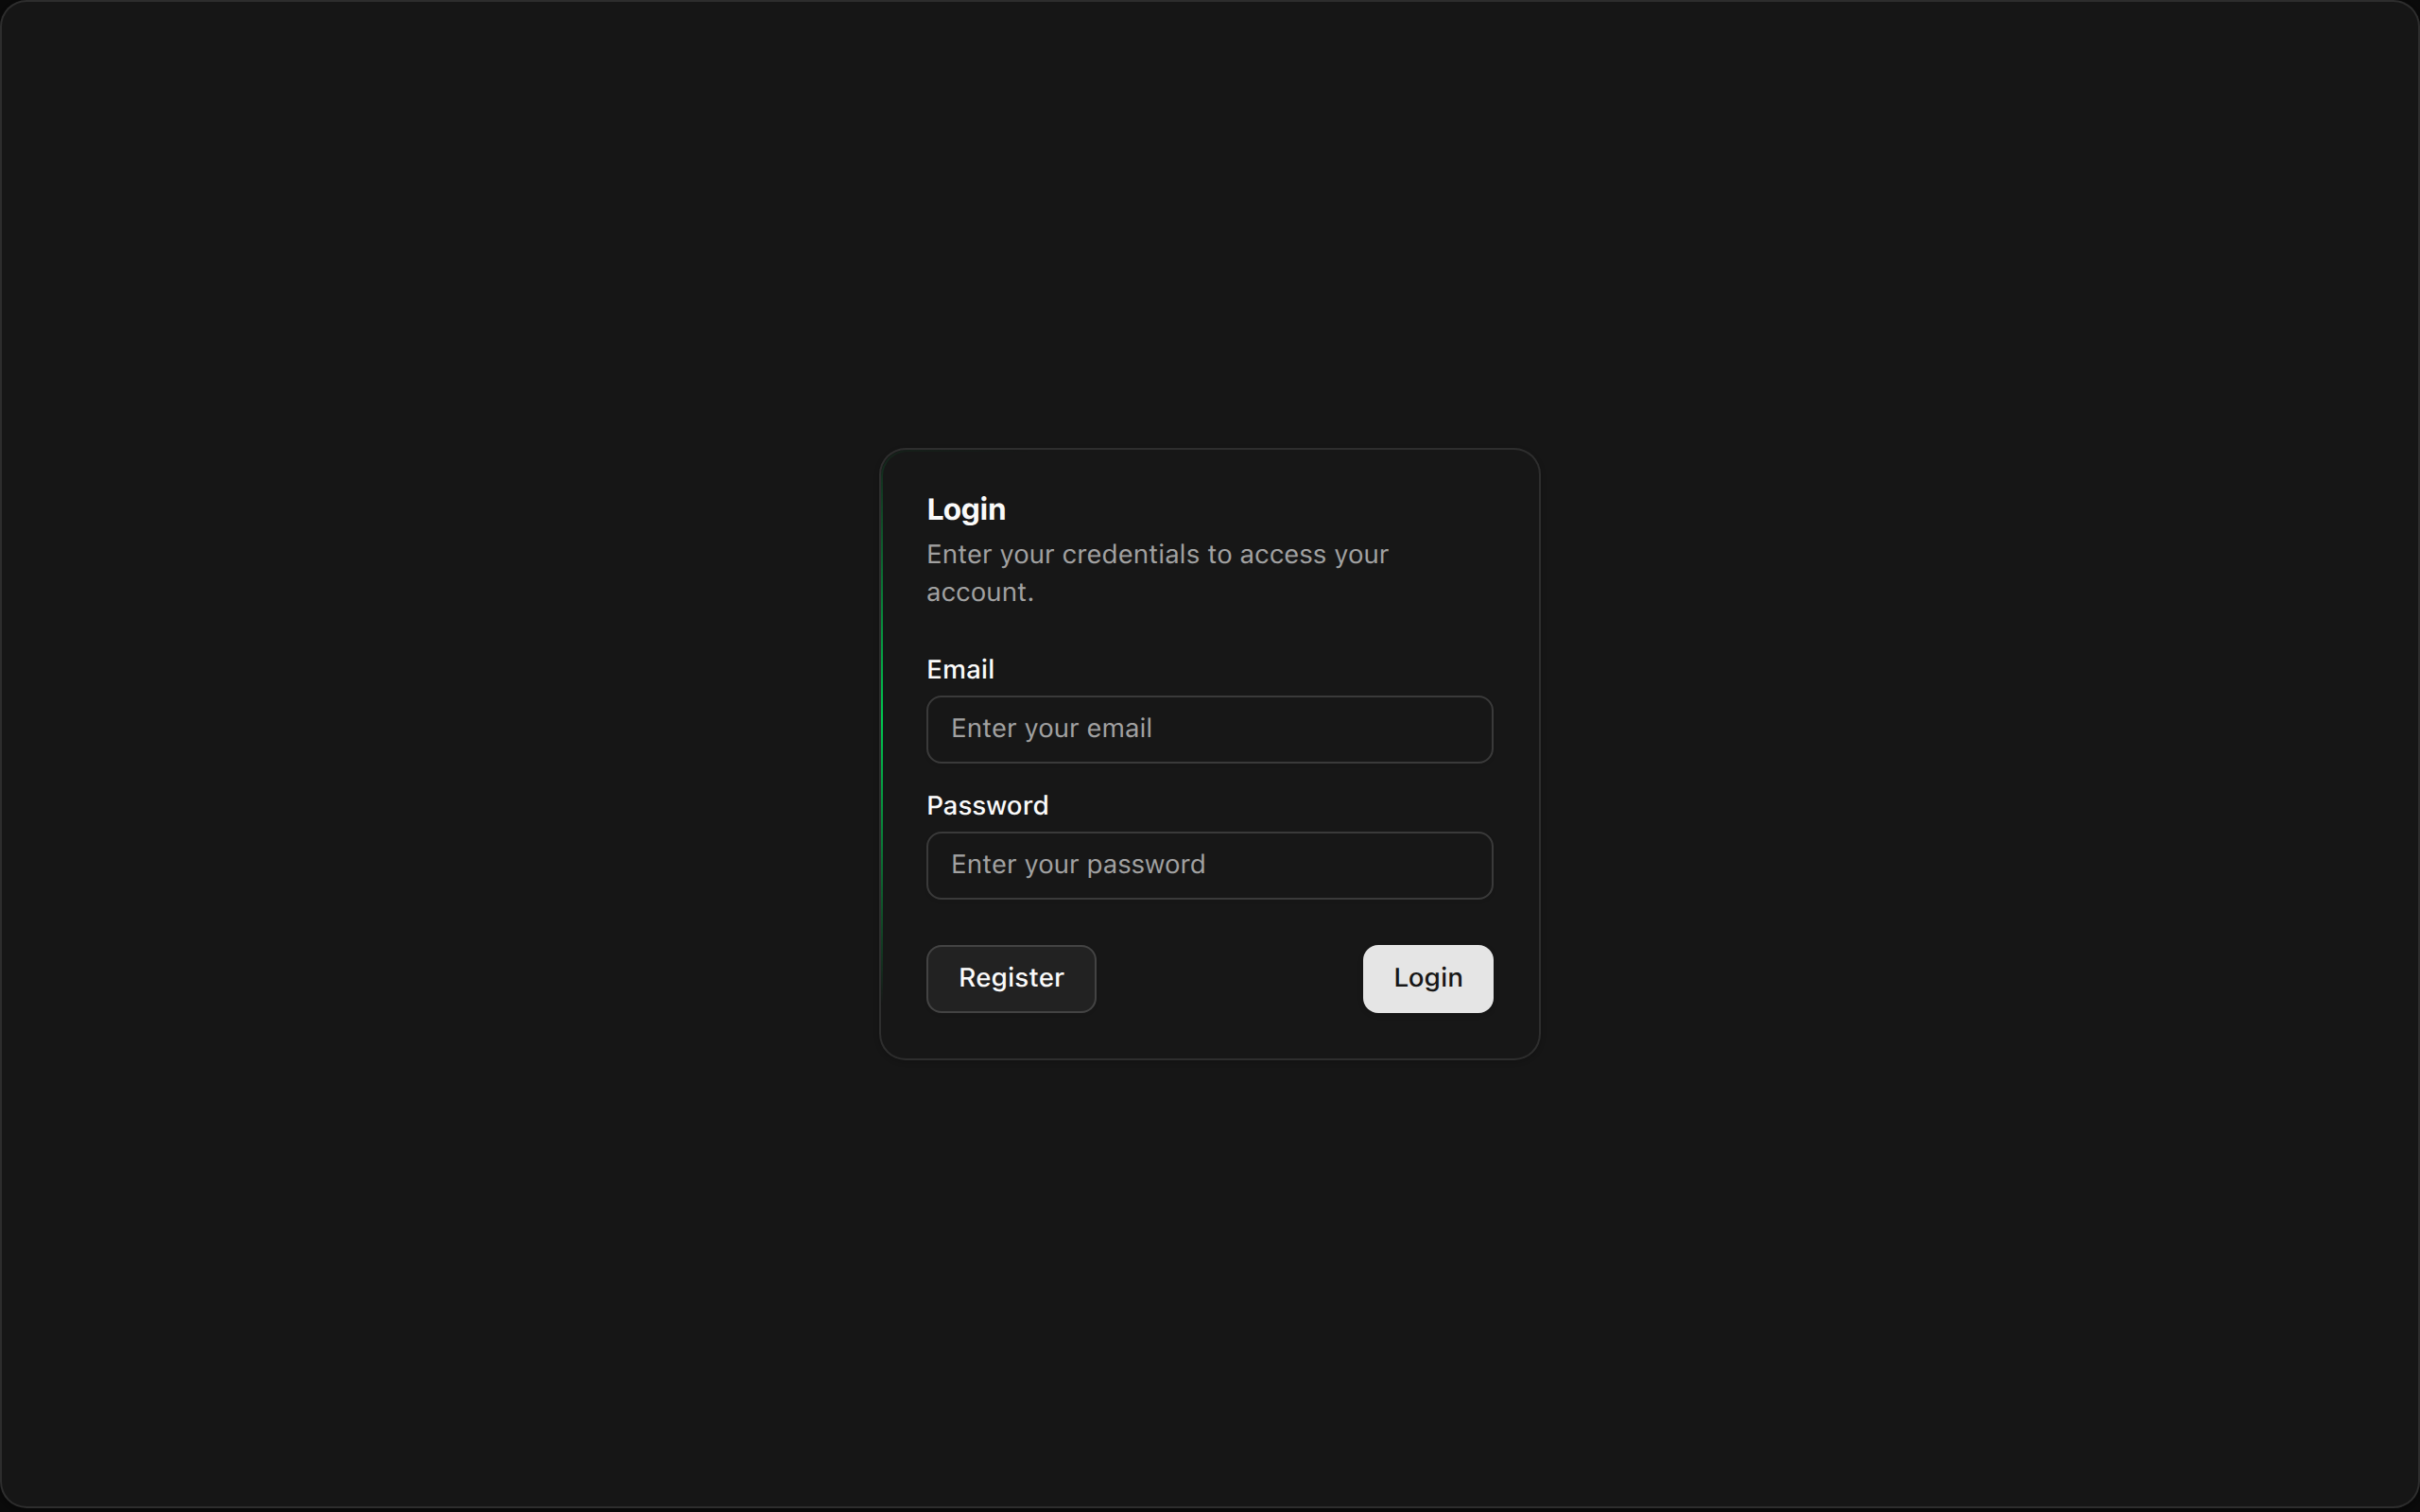 Login
Enter your credentials to access your
account.
Email
Enter your email
Password
Enter your password
Register
Login